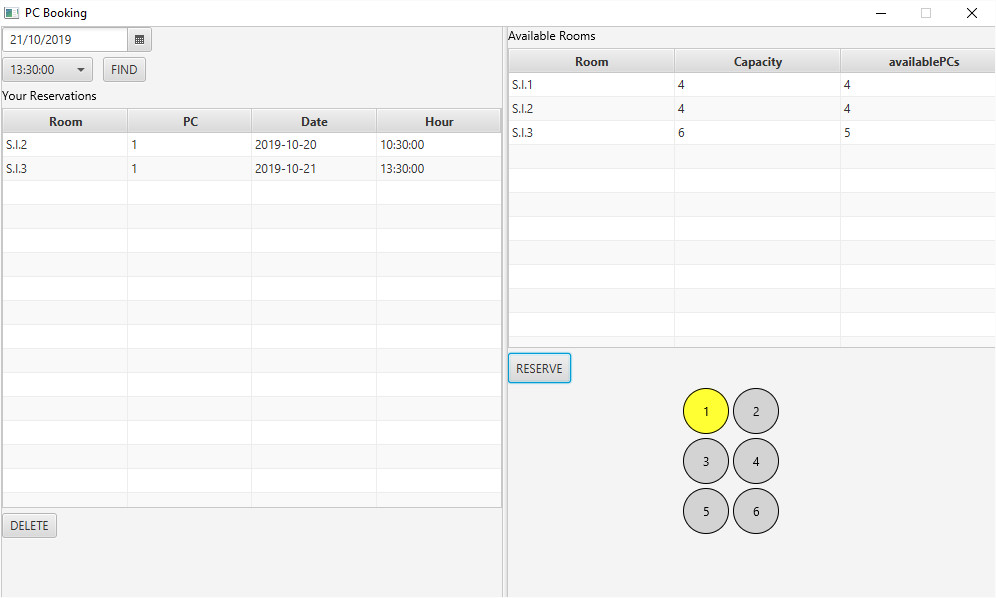 PC Booking
21/10/2019
13:30:00 FIND
Your Reservations
Room PC Date Hour
S.I.2 1 2019-10-20 10:30:00
S.I.3 1 2019-10-21 13:30:00
DELETE
Available Rooms
Room Capacity availablePCs
S.I.1 4 4
S.I.2 4 4
S.I.3 6 5
RESERVE
1 2
3 4
5 6